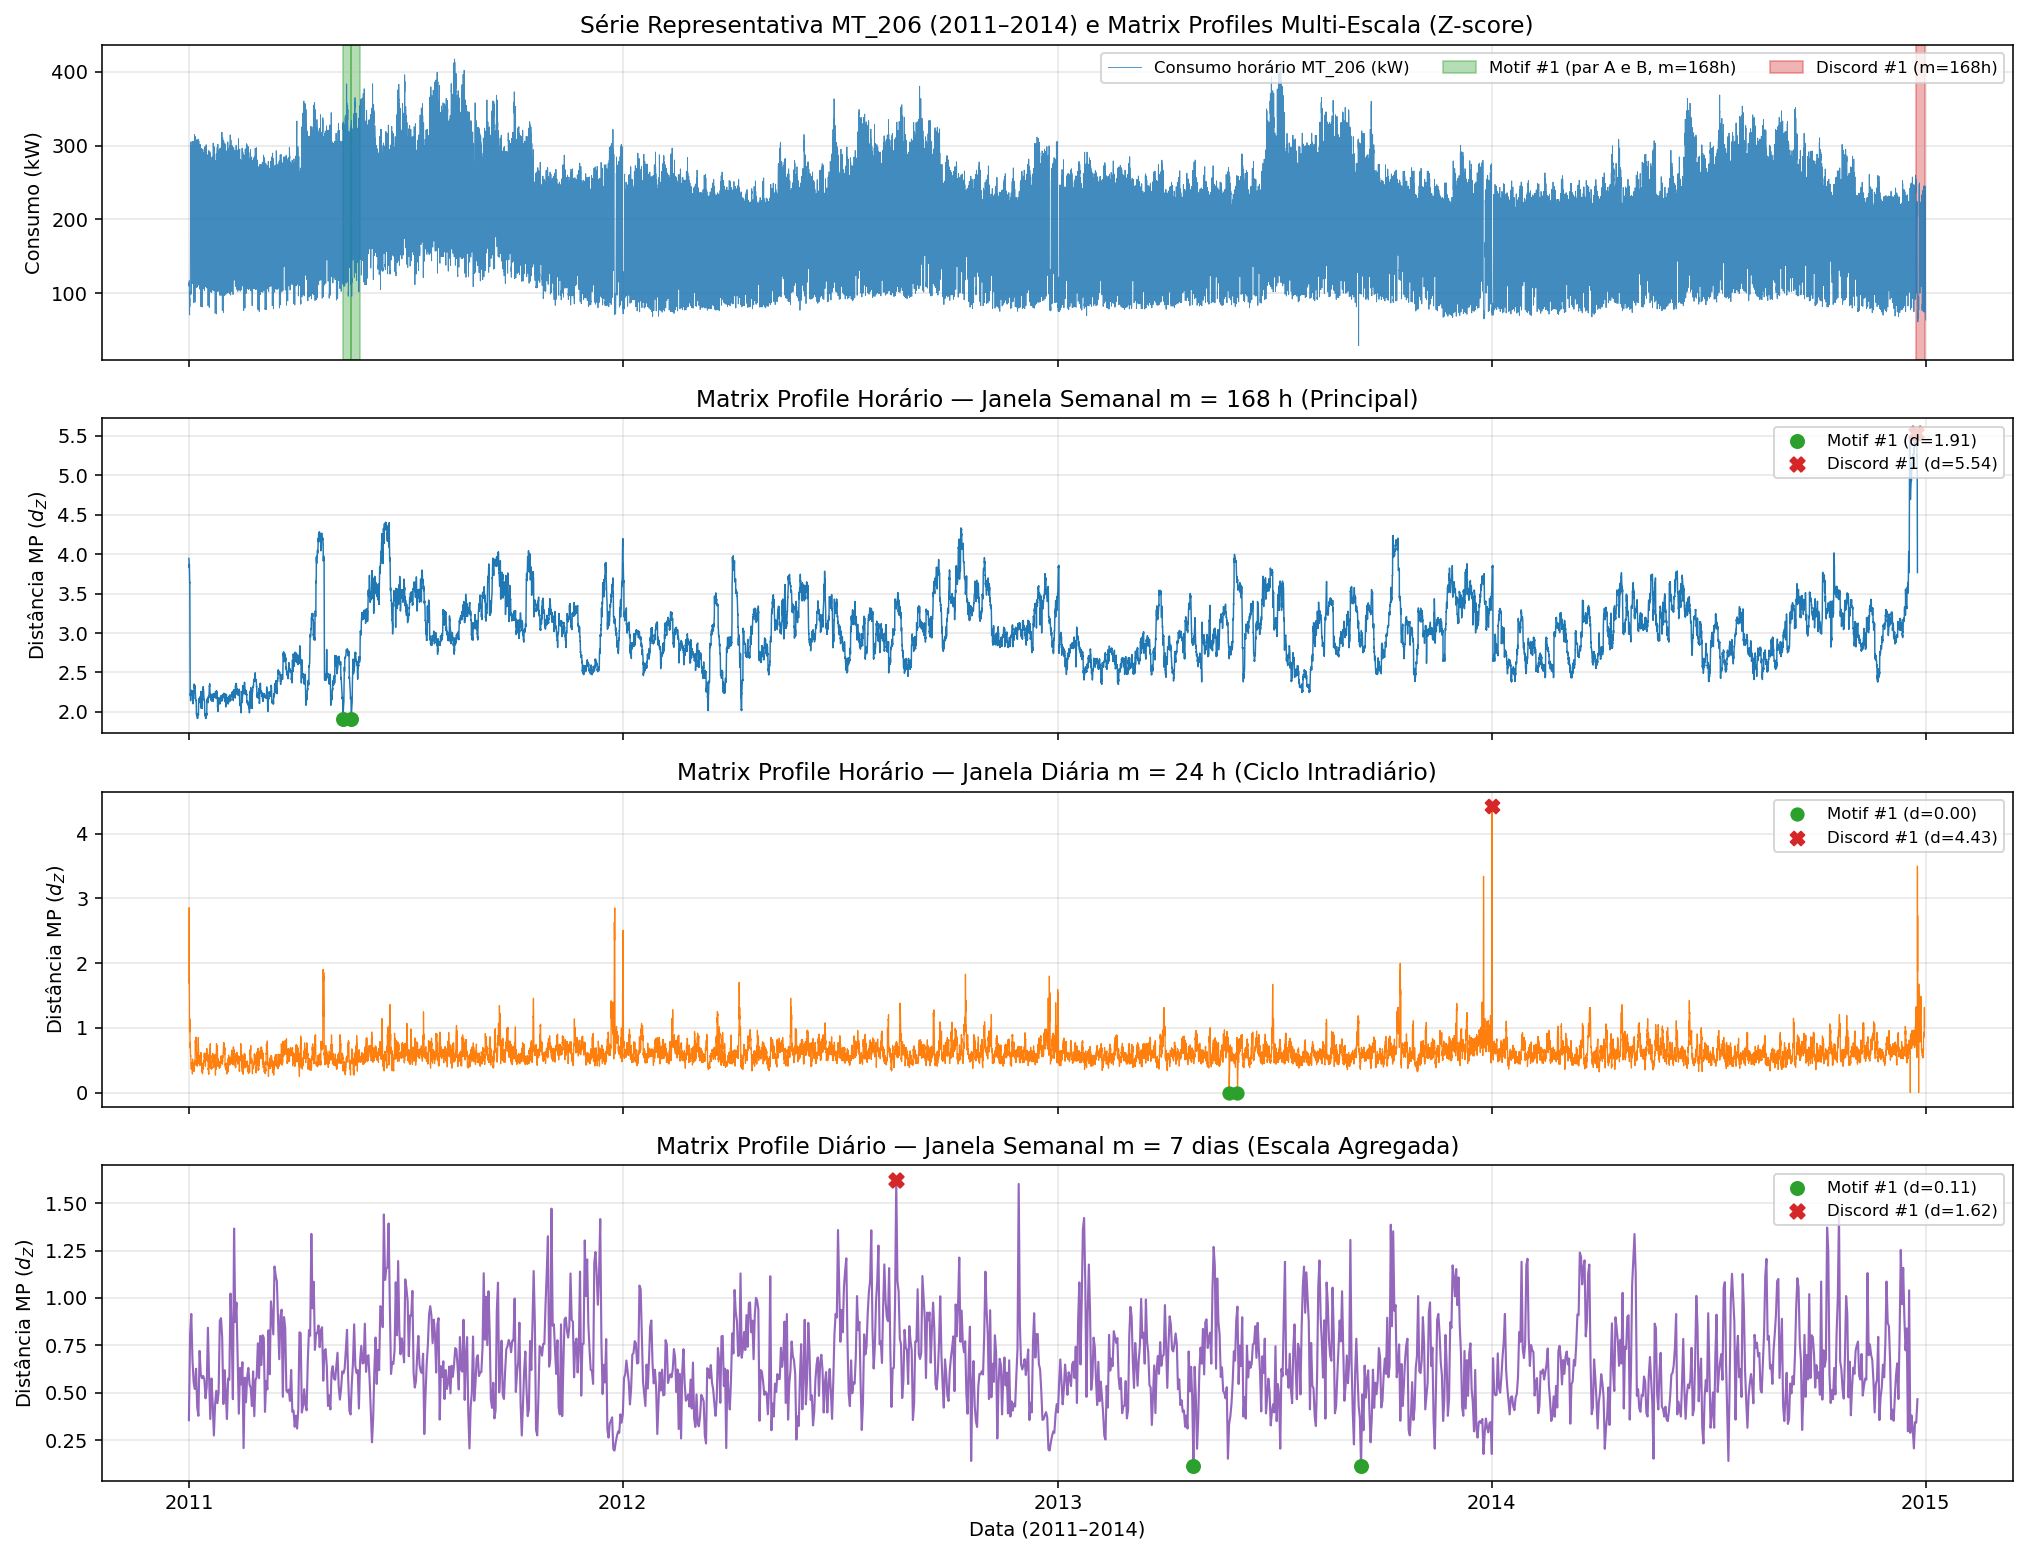 Série Representativa MT_206 (2011–2014) e Matrix Profiles Multi-Escala (Z-score)
Consumo (kW)
400
300
200
100
Consumo horário MT_206 (kW)
Motif #1 (par A e B, m=168h)
Discord #1 (m=168h)
Matrix Profile Horário — Janela Semanal m = 168 h (Principal)
Distância MP (d_Z)
5.5
5.0
4.5
4.0
3.5
3.0
2.5
2.0
Motif #1 (d=1.91)
Discord #1 (d=5.54)
Matrix Profile Horário — Janela Diária m = 24 h (Ciclo Intradiário)
Distância MP (d_Z)
4
3
2
1
0
Motif #1 (d=0.00)
Discord #1 (d=4.43)
Matrix Profile Diário — Janela Semanal m = 7 dias (Escala Agregada)
Distância MP (d_Z)
1.50
1.25
1.00
0.75
0.50
0.25
Motif #1 (d=0.11)
Discord #1 (d=1.62)
2011
2012
2013
2014
2015
Data (2011–2014)